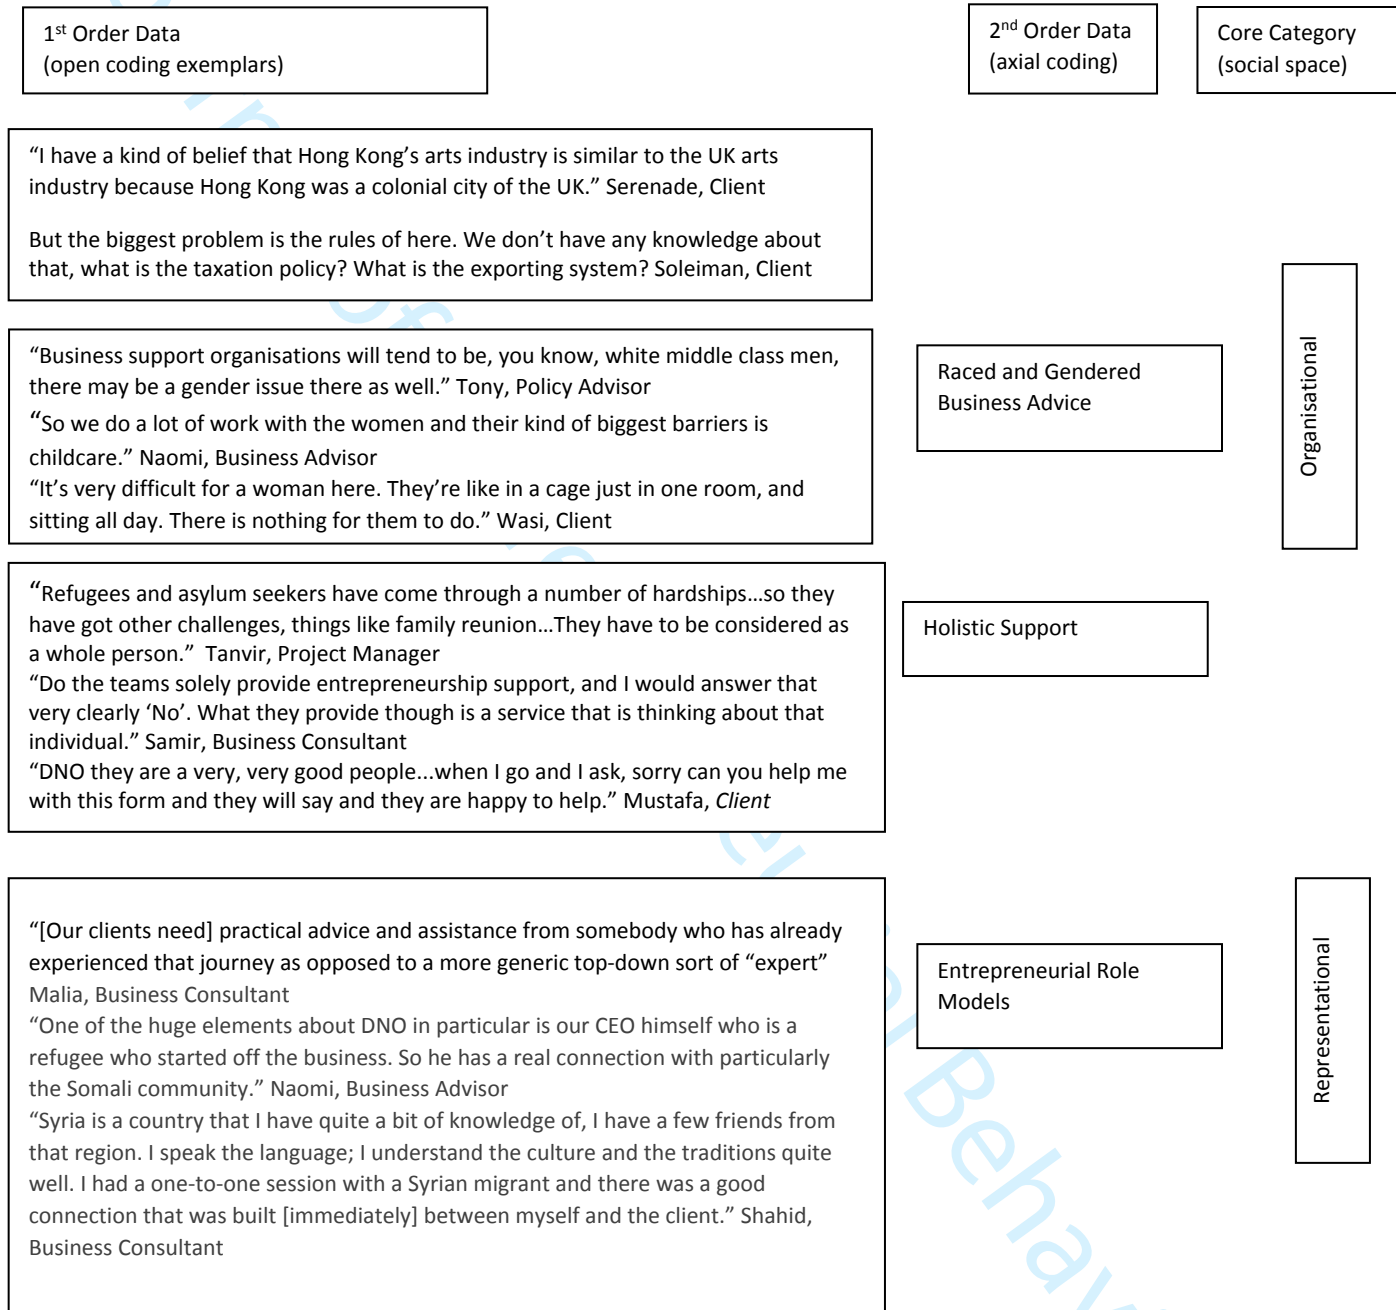 1st Order Data
(open coding exemplars)
2nd Order Data
(axial coding)
Core Category
(social space)
“I have a kind of belief that Hong Kong’s arts industry is similar to the UK arts
industry because Hong Kong was a colonial city of the UK.” Serenade, Client
But the biggest problem is the rules of here. We don’t have any knowledge about
that, what is the taxation policy? What is the exporting system? Soleiman, Client
“Business support organisations will tend to be, you know, white middle class men,
there may be a gender issue there as well.” Tony, Policy Advisor
“So we do a lot of work with the women and their kind of biggest barriers is
childcare.” Naomi, Business Advisor
“It’s very difficult for a woman here. They’re like in a cage just in one room, and
sitting all day. There is nothing for them to do.” Wasi, Client
Raced and Gendered
Business Advice
Organisational
“Refugees and asylum seekers have come through a number of hardships…so they
have got other challenges, things like family reunion…They have to be considered as
a whole person.”  Tanvir, Project Manager
“Do the teams solely provide entrepreneurship support, and I would answer that
very clearly ‘No’. What they provide though is a service that is thinking about that
individual.” Samir, Business Consultant
“DNO they are a very, very good people...when I go and I ask, sorry can you help me
with this form and they will say and they are happy to help.” Mustafa, Client
Holistic Support
“[Our clients need] practical advice and assistance from somebody who has already
experienced that journey as opposed to a more generic top-down sort of “expert”
Malia, Business Consultant
“One of the huge elements about DNO in particular is our CEO himself who is a
refugee who started off the business. So he has a real connection with particularly
the Somali community.” Naomi, Business Advisor
“Syria is a country that I have quite a bit of knowledge of, I have a few friends from
that region. I speak the language; I understand the culture and the traditions quite
well. I had a one-to-one session with a Syrian migrant and there was a good
connection that was built [immediately] between myself and the client.” Shahid,
Business Consultant
Entrepreneurial Role
Models
Representational